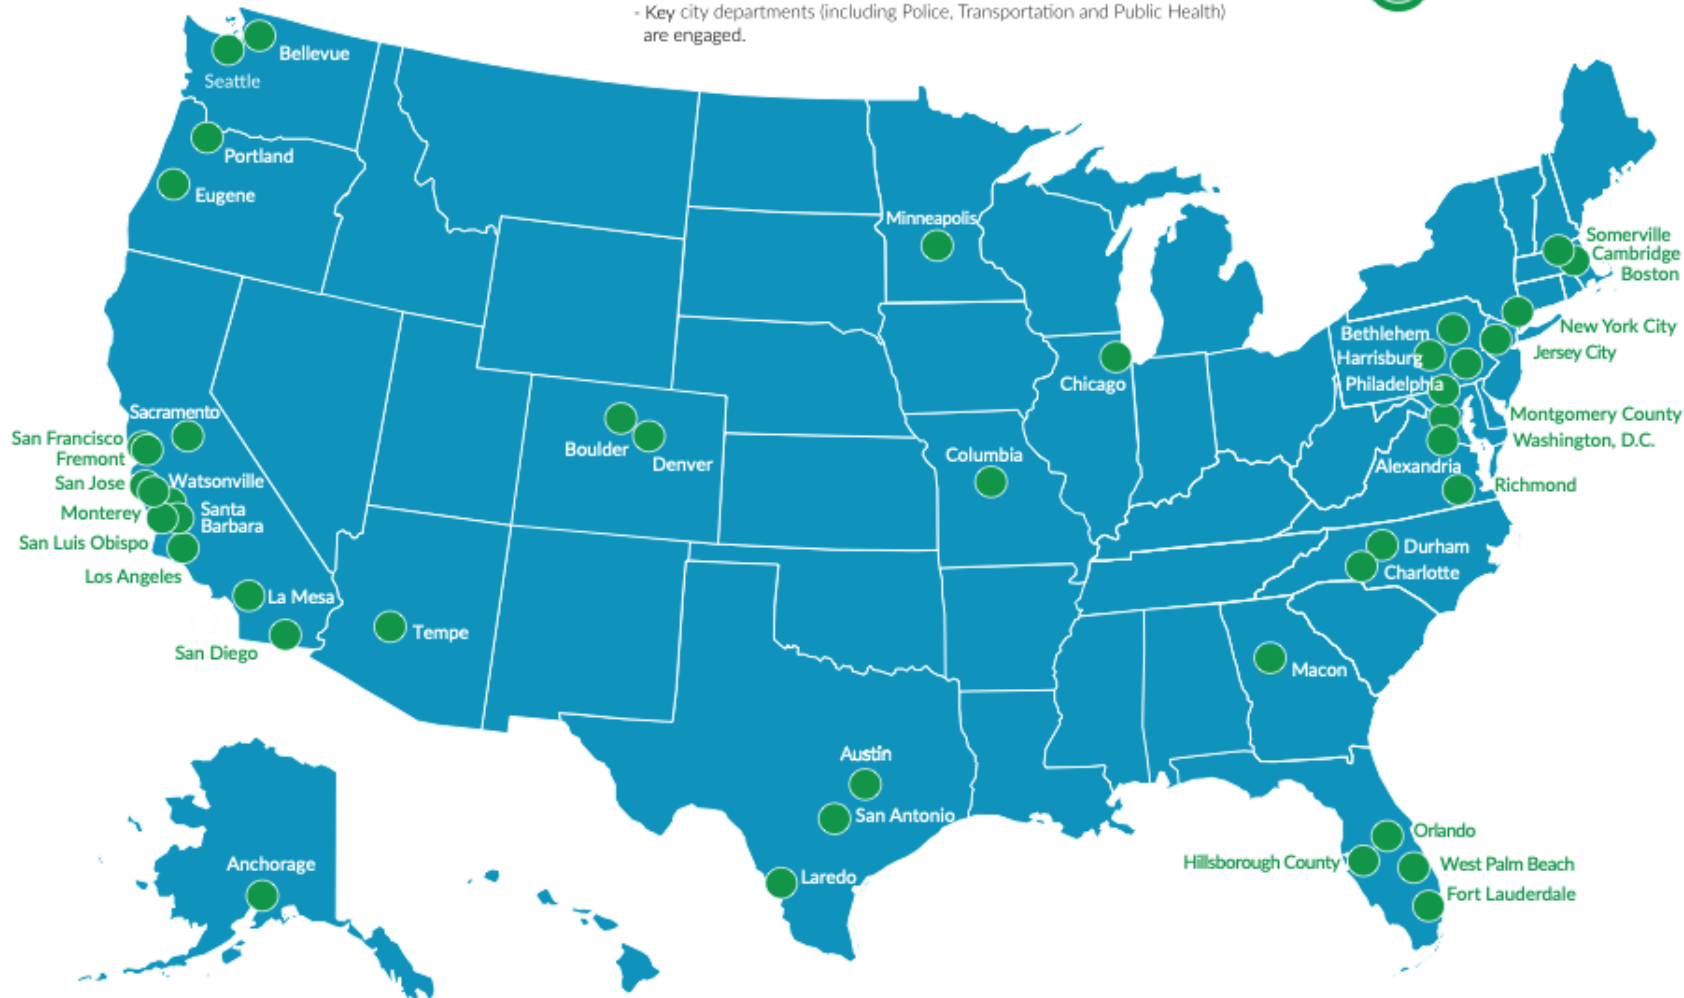 - Key city departments (including Police, Transportation and Public Health)
are engaged.
Bellevue
Seattle
Portland
Eugene
Minneapolis
Somerville
Cambridge
Boston
New York City
Bethlehem
Jersey City
Harrisburg
Chicago
Philadelphia
Sacramento
Montgomery County
San Francisco
Washington, D.C.
Boulder
Fremont
Columbia
Denver
Alexandria
Watsonville
San Jose
Richmond
Santa
Barbara
Monterey
San Luis Obispo
Durham
Charlotte
Los Angeles
La Mesa
Tempe
San Diego
Macon
Austin
San Antonio
Orlando
Hillsborough County
West Palm Beach
Anchorage
Laredo
Fort Lauderdale